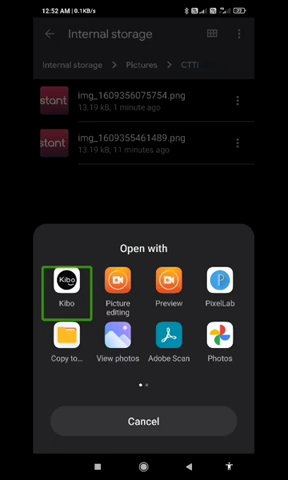 12:52 AM | 0.1KB/s
Internal storage
Internal storage > Pictures > CTTI
stant
img_1609356075754.png
13.19 kB, 1 minute ago
stant
img_1609355461489.png
13.19 kB, 11 minutes ago
Open with
Kibo
Kibo
Picture editing
Preview
PixelLab
Copy to...
View photos
Adobe Scan
Photos
Cancel